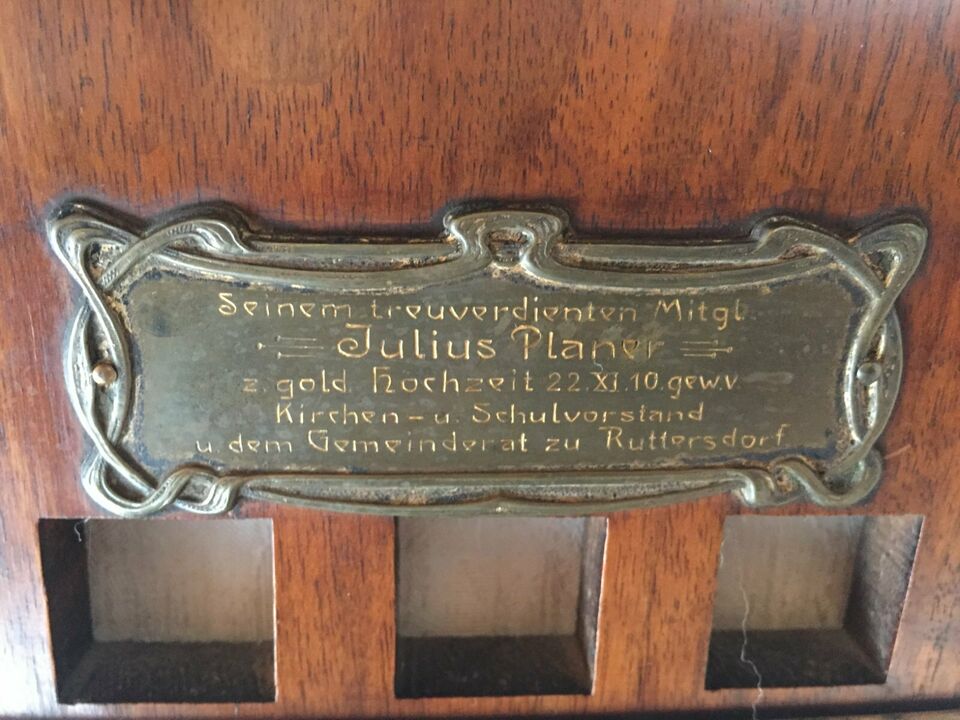 Seinem treuverdienten Mitgl.
Julius Planer
z. gold. Hochzeit 22.XI.10.gew.v
Kirchen-u. Schulvorstand
u. dem Gemeinderat zu Ruttersdorf